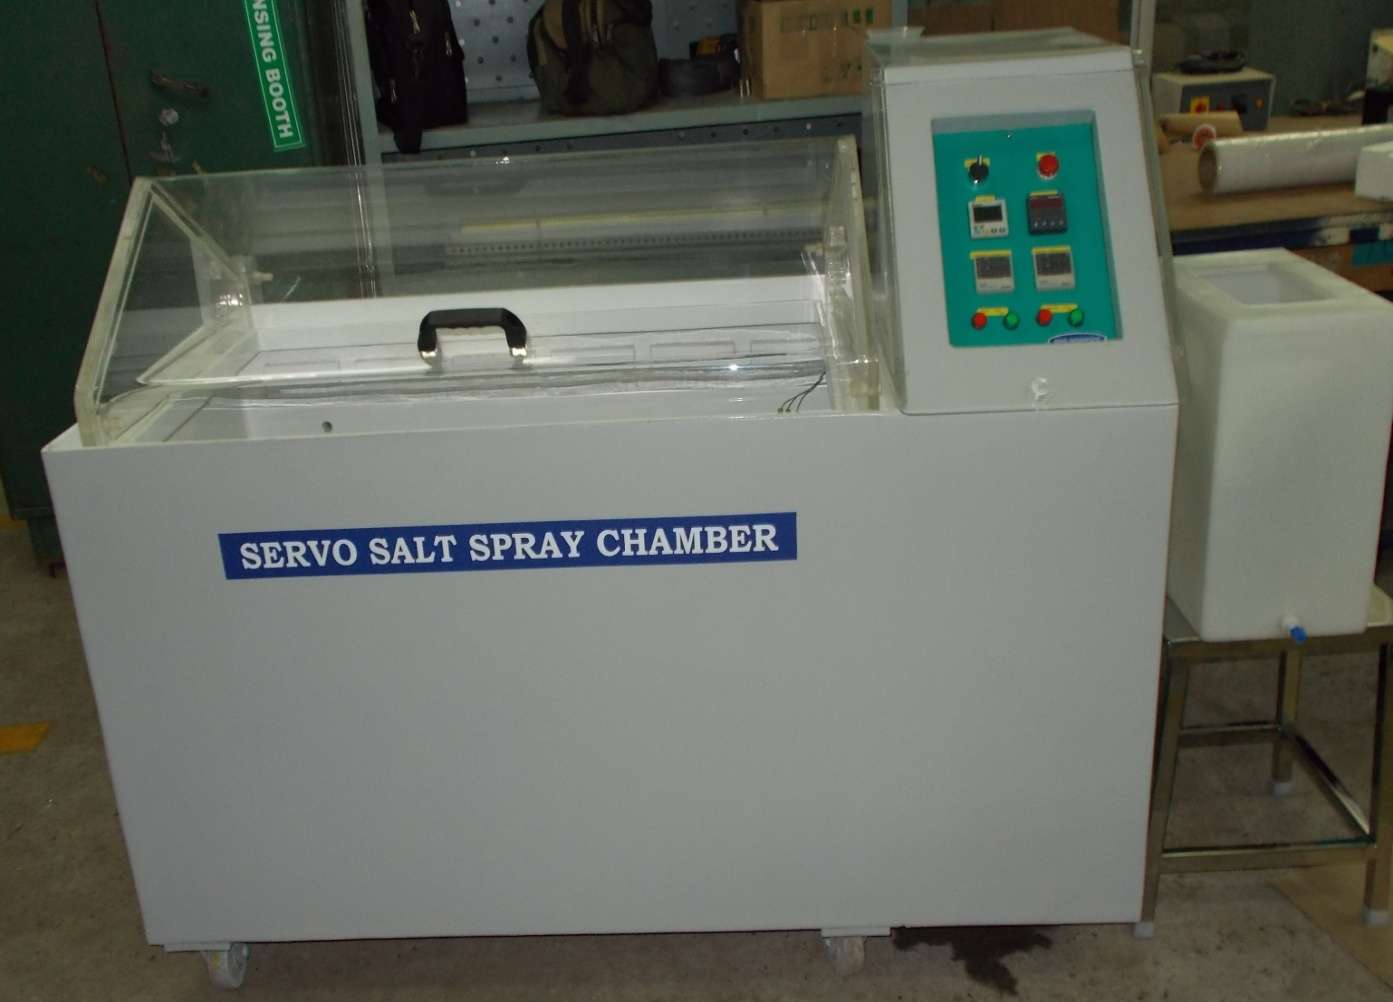 NSING BOOTH
SERVO SALT SPRAY CHAMBER